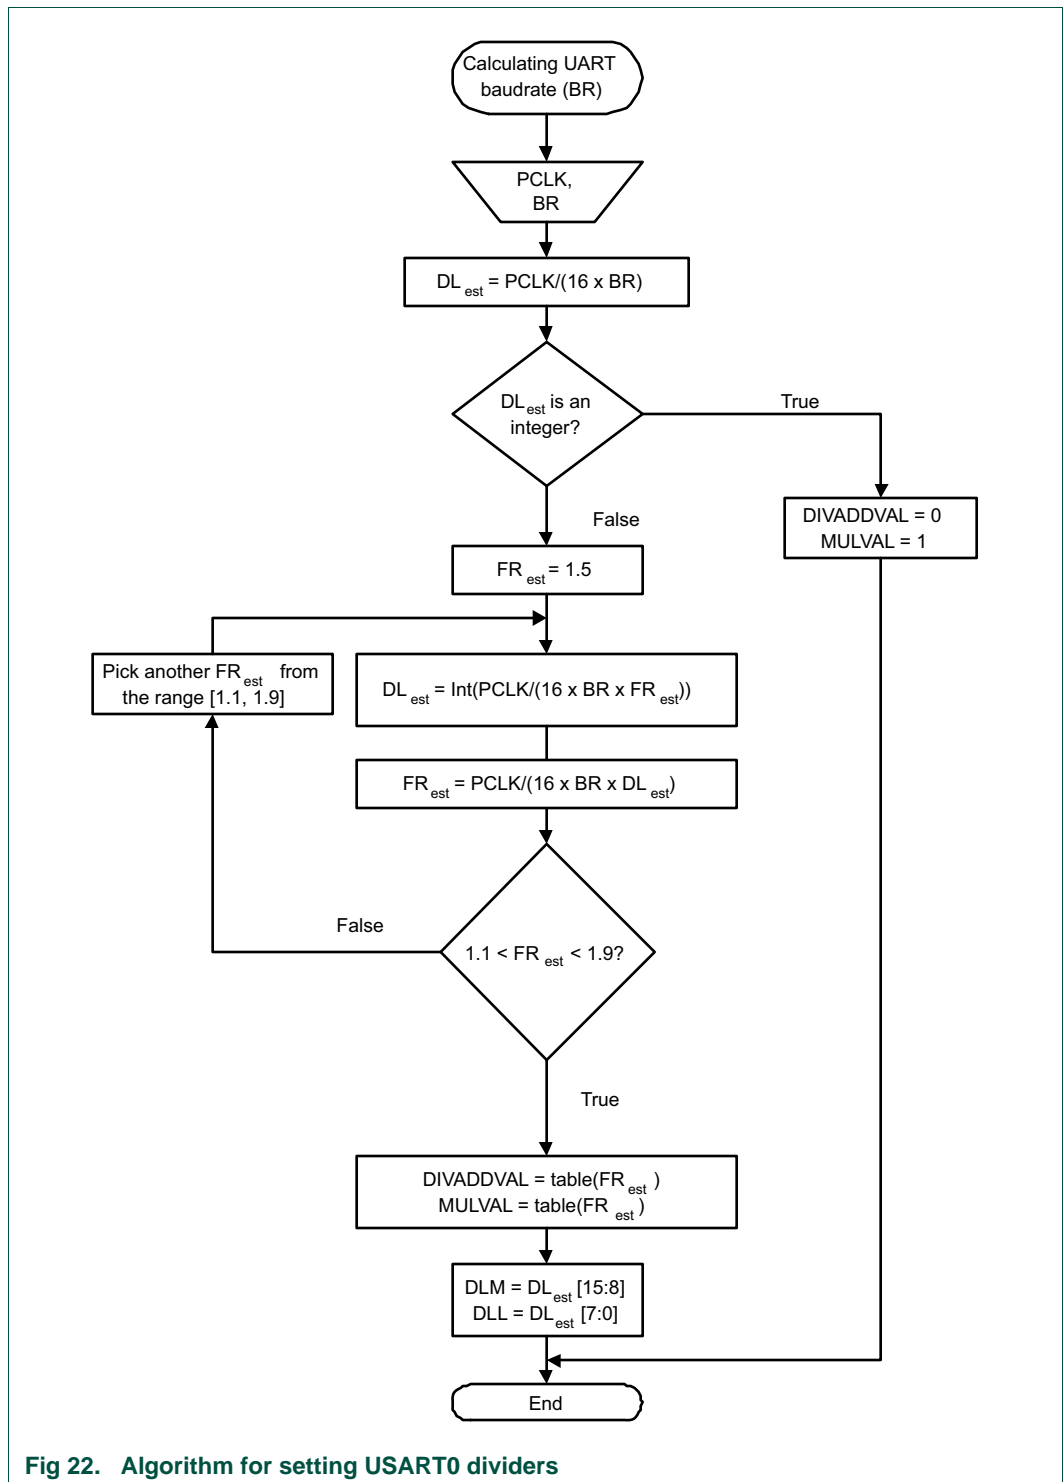 Calculating UART
baudrate (BR)
PCLK,
BR
DL est = PCLK/(16 x BR)
DL est is an
integer?
True
False
DIVADDVAL = 0
MULVAL = 1
FR est = 1.5
Pick another FR est from
the range [1.1, 1.9]
DL est = Int(PCLK/(16 x BR x FR est))
FR est = PCLK/(16 x BR x DL est)
False
1.1 < FR est < 1.9?
True
DIVADDVAL = table(FR est )
MULVAL = table(FR est )
DLM = DL est [15:8]
DLL = DL est [7:0]
End
Fig 22. Algorithm for setting USART0 dividers